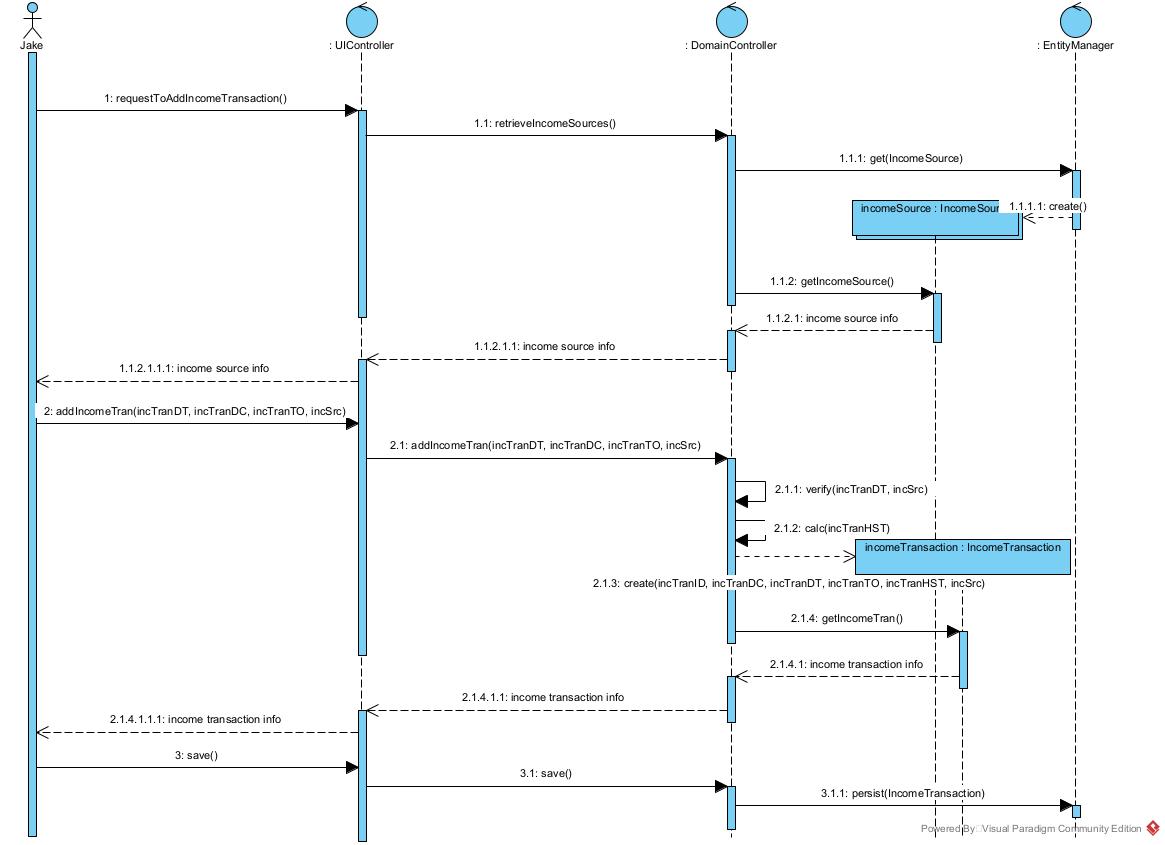 Jake
: UIController
: DomainController
: EntityManager
1: requestToAddIncomeTransaction()
1.1: retrieveIncomeSources()
1.1.1: get(IncomeSource)
incomeSource : IncomeSour
1.1.1.1: create()
1.1.2: getIncomeSource()
1.1.2.1: income source info
1.1.2.1.1: income source info
1.1.2.1.1.1: income source info
2: addIncomeTran(incTranDT, incTranDC, incTranTO, incSrc)
2.1: addIncomeTran(incTranDT, incTranDC, incTranTO, incSrc)
2.1.1: verify(incTranDT, incSrc)
2.1.2: calc(incTranHST)
incomeTransaction : IncomeTransaction
2.1.3: create(incTranID, incTranDC, incTranDT, incTranTO, incTranHST, incSrc)
2.1.4: getIncomeTran()
2.1.4.1: income transaction info
2.1.4.1.1: income transaction info
2.1.4.1.1.1: income transaction info
3: save()
3.1: save()
3.1.1: persist(IncomeTransaction)
Powered By Visual Paradigm Community Edition